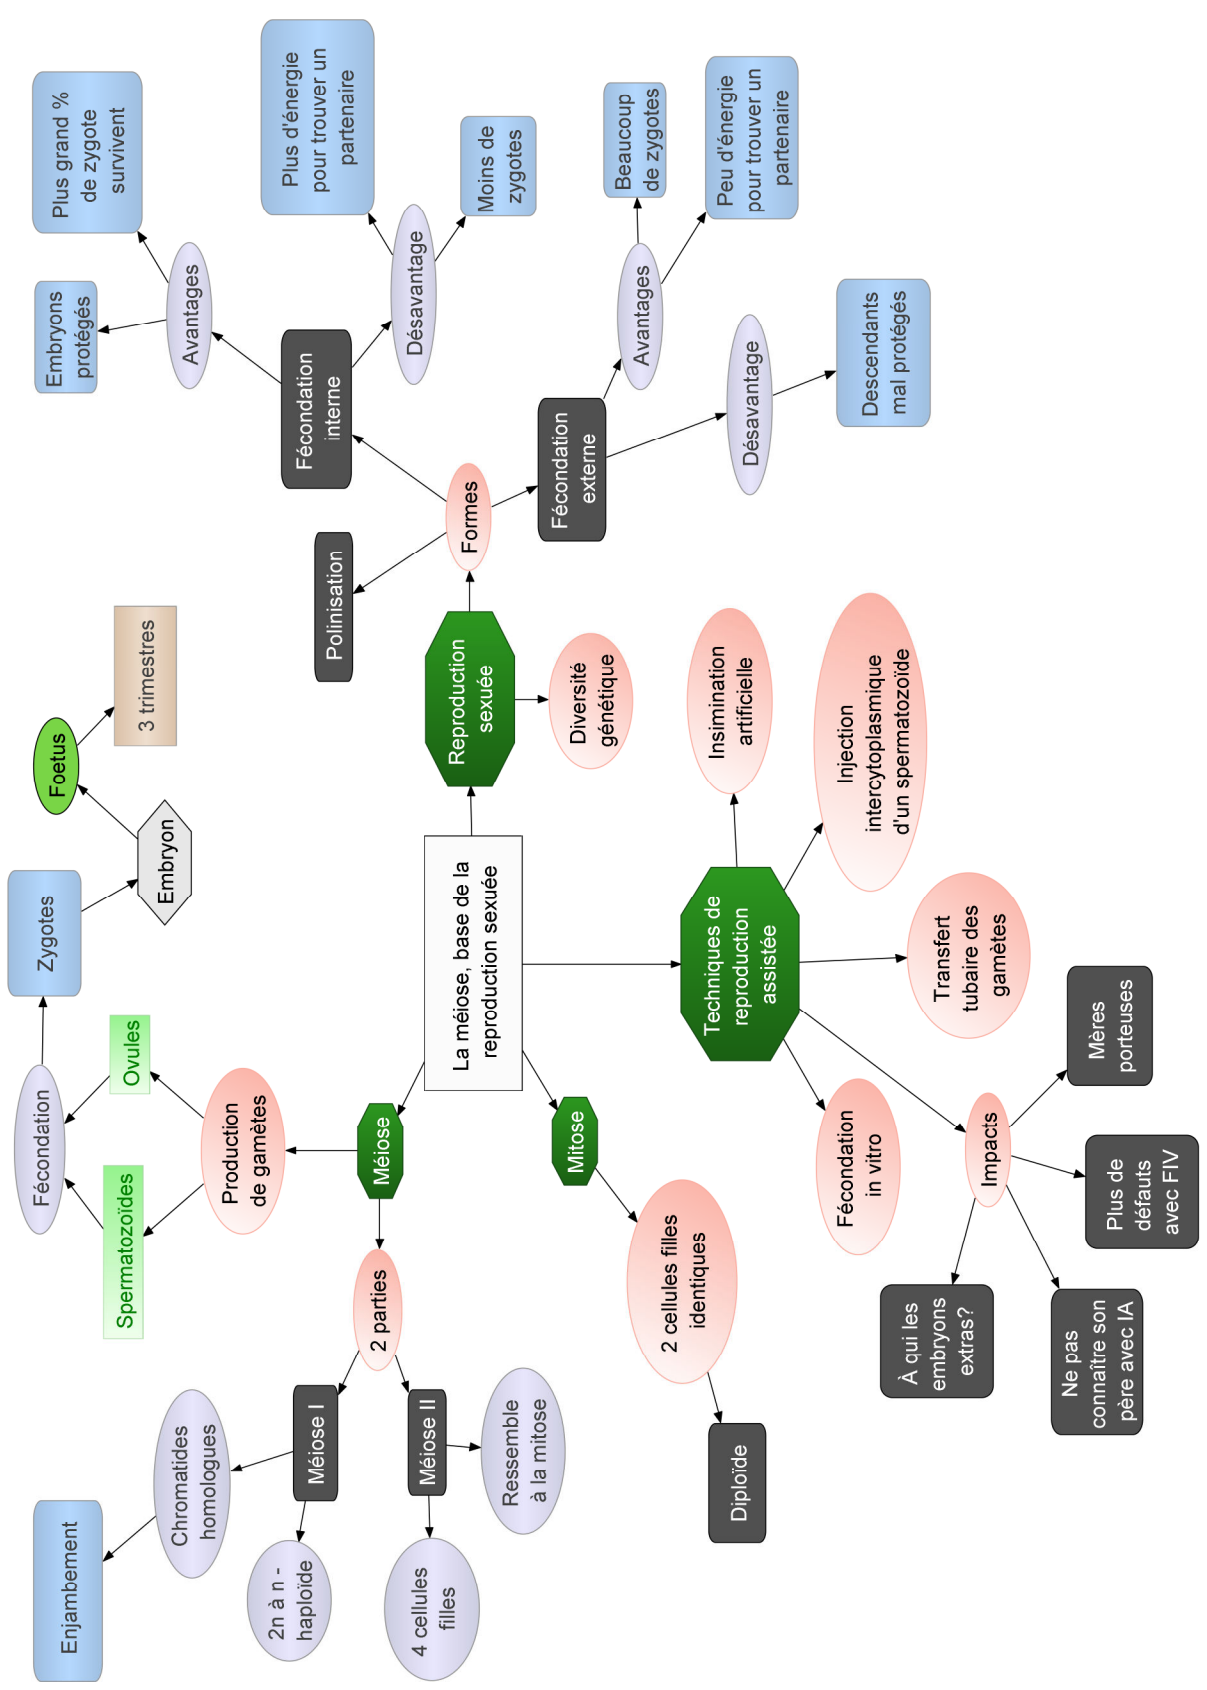 Enjambement
Chromatides
homologues
2n à n -
haploïde
Méiose I
4 cellules
filles
Méiose II
Ressemble
à la mitose
2 parties
Spermatozoïdes
Ovules
Fécondation
Zygotes
Embryon
Foetus
3 trimestres
Production
de gamètes
Méiose
La méiose, base de la
reproduction sexuée
Mitose
2 cellules filles
identiques
Diploïde
Reproduction
sexuée
Diversité
génétique
Formes
Polinisation
Fécondation
interne
Avantages
Embryons
protégés
Plus grand %
de zygote
survivent
Désavantage
Plus d'énergie
pour trouver un
partenaire
Moins de
zygotes
Fécondation
externe
Avantages
Beaucoup
de zygotes
Peu d'énergie
pour trouver un
partenaire
Désavantage
Descendants
mal protégés
Techniques de
reproduction
assistée
Insimination
artificielle
Injection
intercytoplasmique
d'un spermatozoïde
Transfert
tubaire des
gamètes
Fécondation
in vitro
Impacts
À qui les
embryons
extras?
Ne pas
connaître son
père avec IA
Plus de
défauts
avec FIV
Mères
porteuses